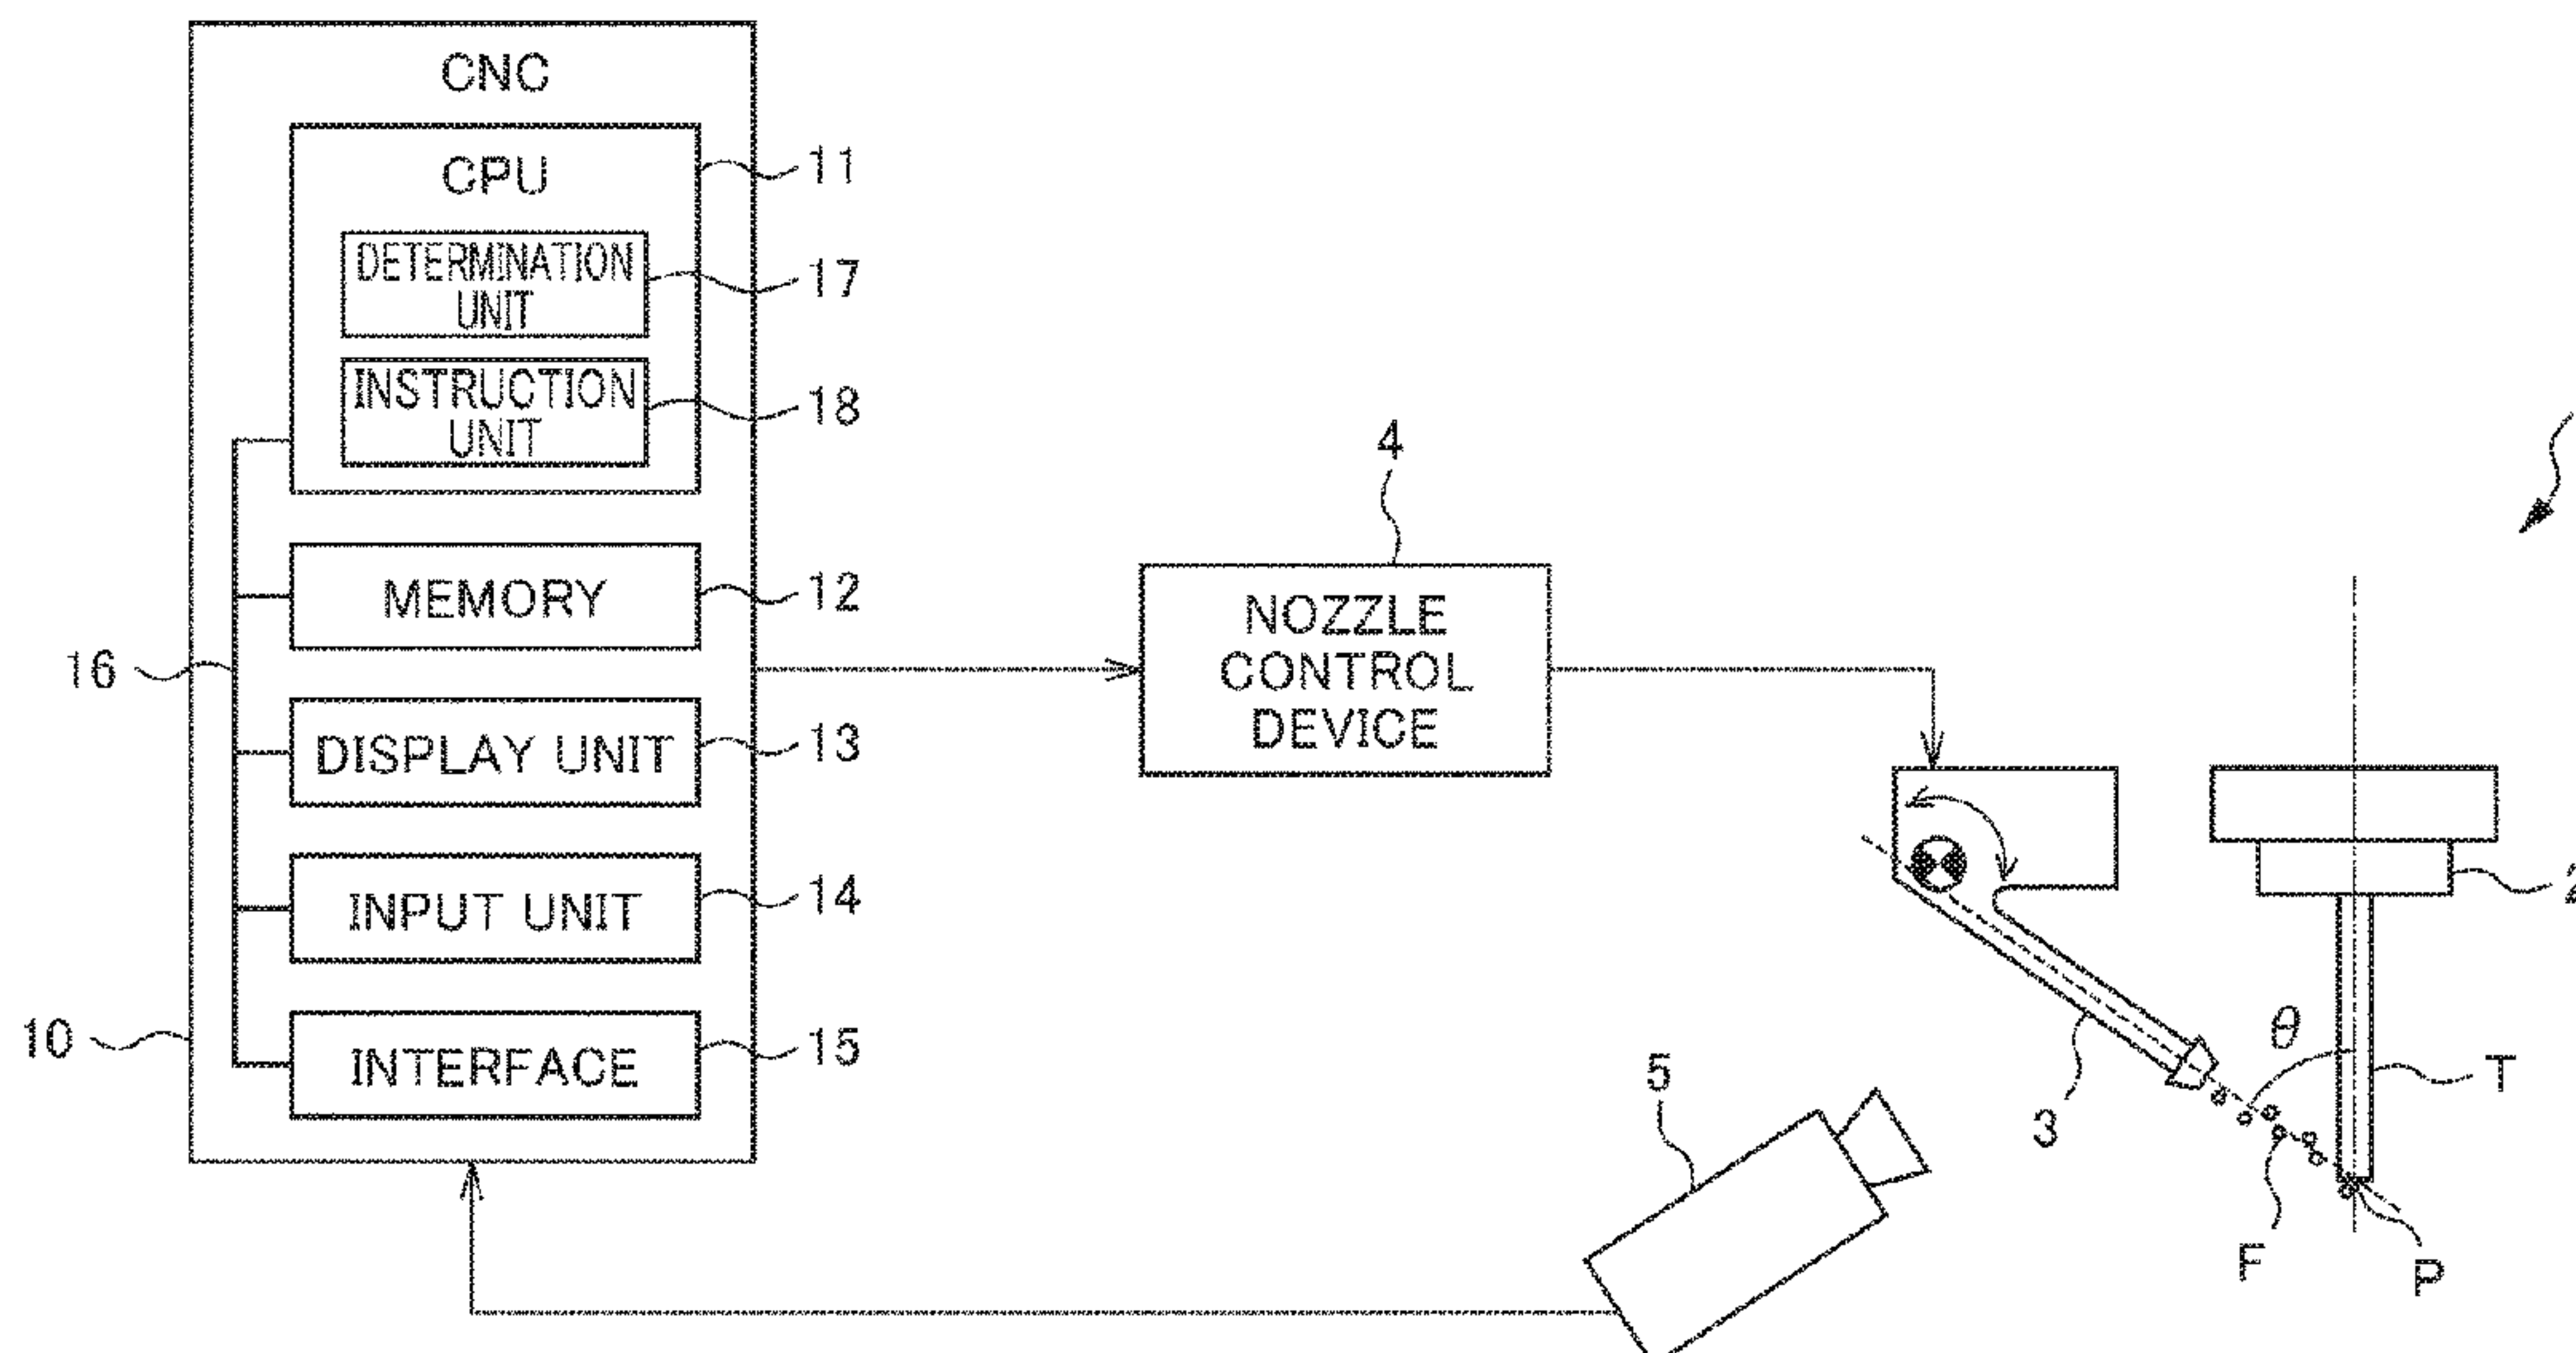 CNC
CPU
11
DETERMINATION
UNIT
17
INSTRUCTION
UNIT
18
4
MEMORY
12
NOZZLE
CONTROL
DEVICE
16
DISPLAY UNIT
13
INPUT UNIT
14
2
10
INTERFACE
15
θ
5
3
T
F
P